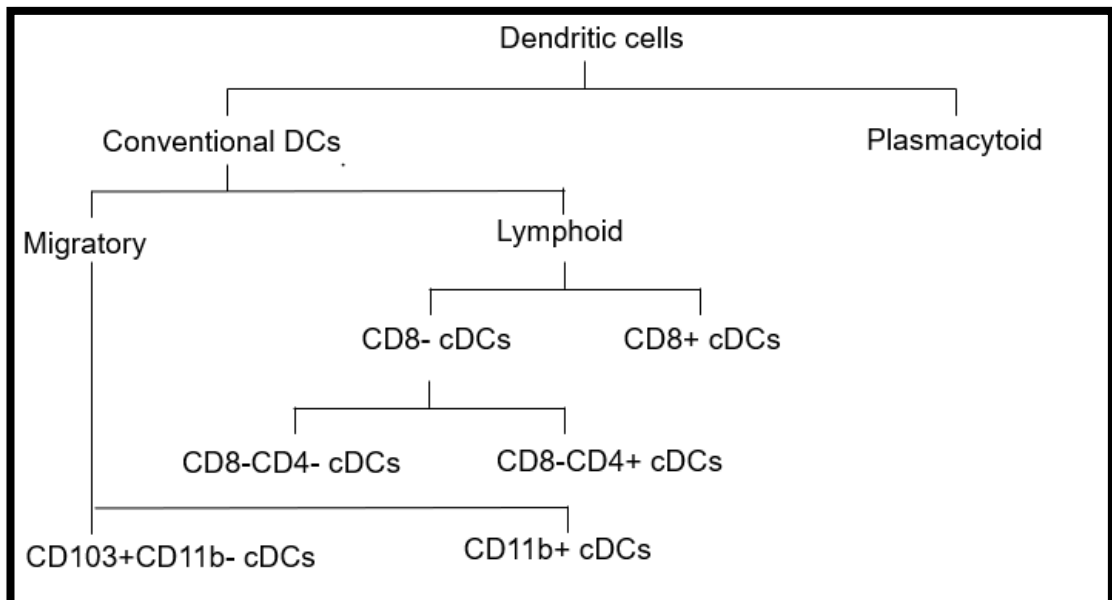 Dendritic cells
Conventional DCs
Plasmacytoid
Migratory
Lymphoid
CD8- cDCs
CD8+ cDCs
CD8-CD4- cDCs
CD8-CD4+ cDCs
CD103+CD11b- cDCs
CD11b+ cDCs